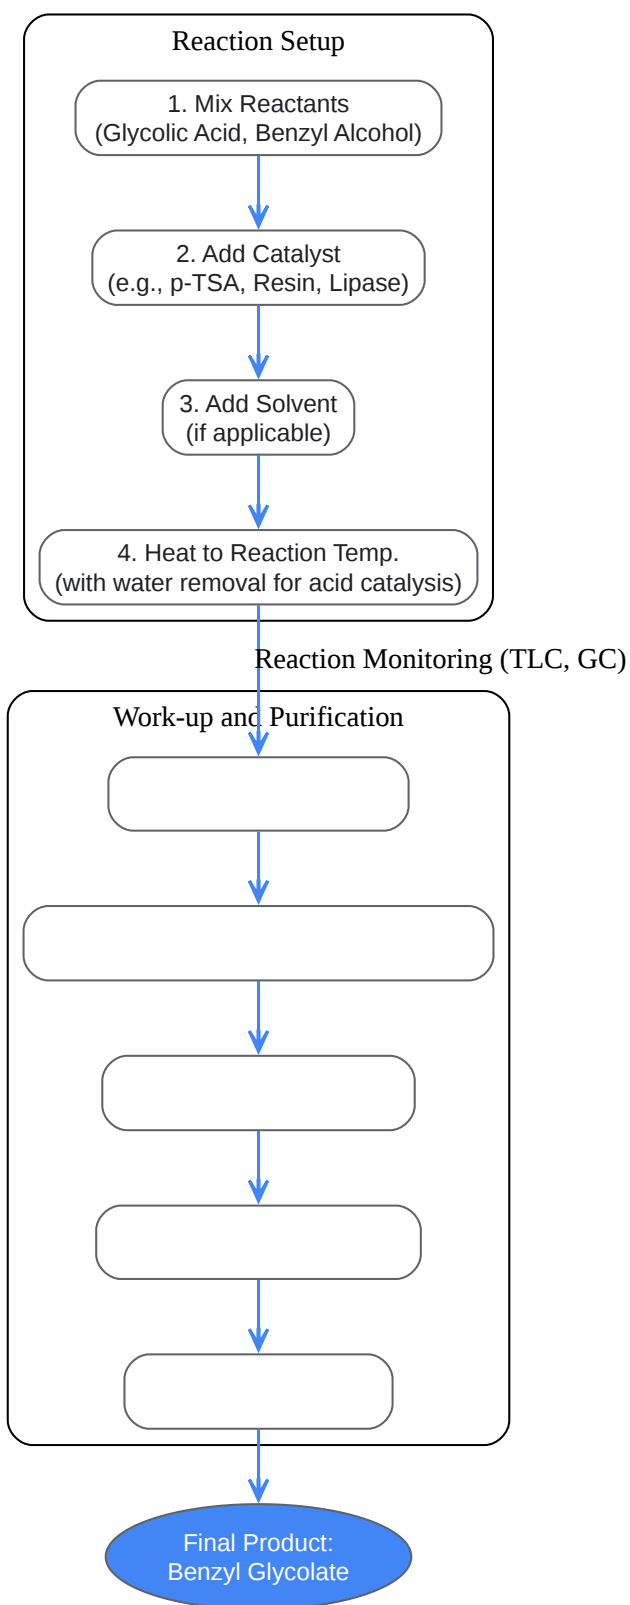 Reaction Setup
1. Mix Reactants
(Glycolic Acid, Benzyl Alcohol)
2. Add Catalyst
(e.g., p-TSA, Resin, Lipase)
3. Add Solvent
(if applicable)
4. Heat to Reaction Temp.
(with water removal for acid catalysis)
Reaction Monitoring (TLC, GC)
Work-up and Purification
Final Product:
Benzyl Glycolate